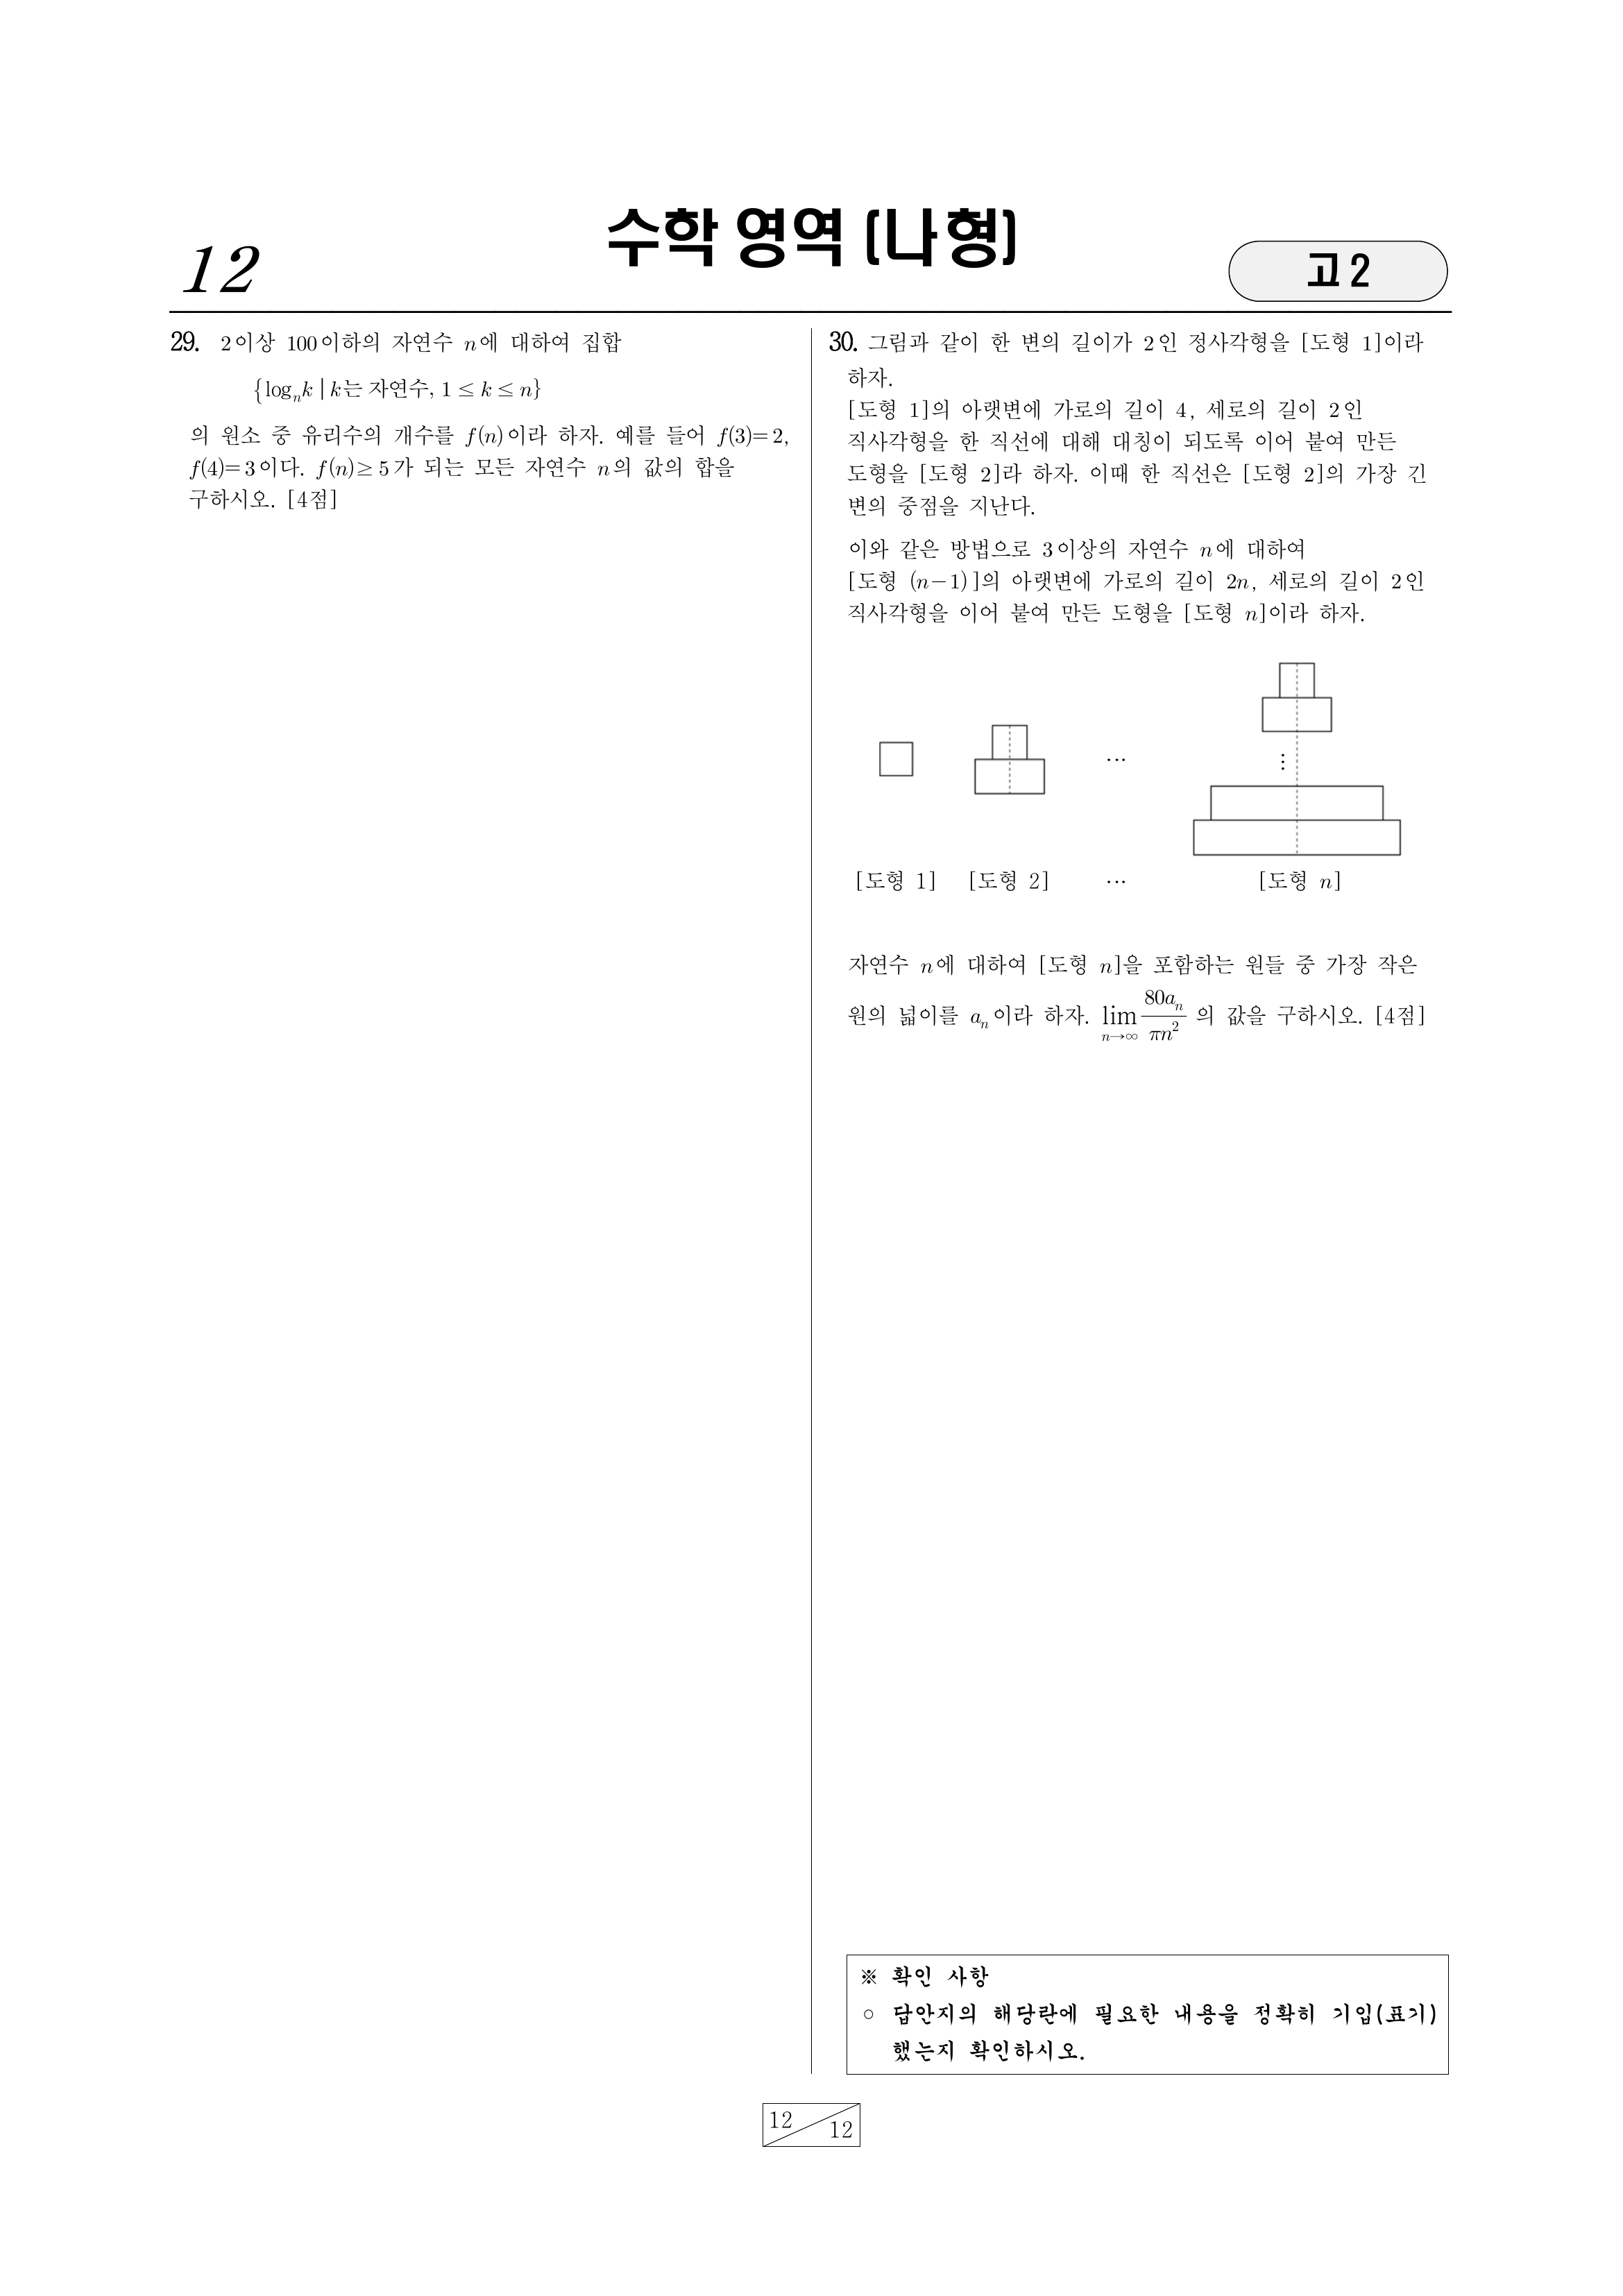 12
수학 영역 (나형)
고 2
29. 2 이상 100 이하의 자연수 n에 대하여 집합
{logₙk | k는 자연수, 1 ≤ k ≤ n}
의 원소 중 유리수의 개수를 f(n)이라 하자. 예를 들어 f(3)=2,
f(4)=3이다. f(n)≥5가 되는 모든 자연수 n의 값의 합을
구하시오. [4점]
30. 그림과 같이 한 변의 길이가 2인 정사각형을 [도형 1]이라
하자.
[도형 1]의 아랫변에 가로의 길이 4, 세로의 길이 2인
직사각형을 한 직선에 대해 대칭이 되도록 이어 붙여 만든
도형을 [도형 2]라 하자. 이때 한 직선은 [도형 2]의 가장 긴
변의 중점을 지난다.
이와 같은 방법으로 3이상의 자연수 n에 대하여
[도형 (n-1)]의 아랫변에 가로의 길이 2n, 세로의 길이 2인
직사각형을 이어 붙여 만든 도형을 [도형 n]이라 하자.
⋯
⋮
[도형 1] [도형 2] ⋯ [도형 n]
자연수 n에 대하여 [도형 n]을 포함하는 원들 중 가장 작은
원의 넓이를 aₙ이라 하자. lim n→∞ 80aₙ/πn² 의 값을 구하시오. [4점]
※ 확인 사항
○ 답안지의 해당란에 필요한 내용을 정확히 기입(표기)
했는지 확인하시오.
12
12